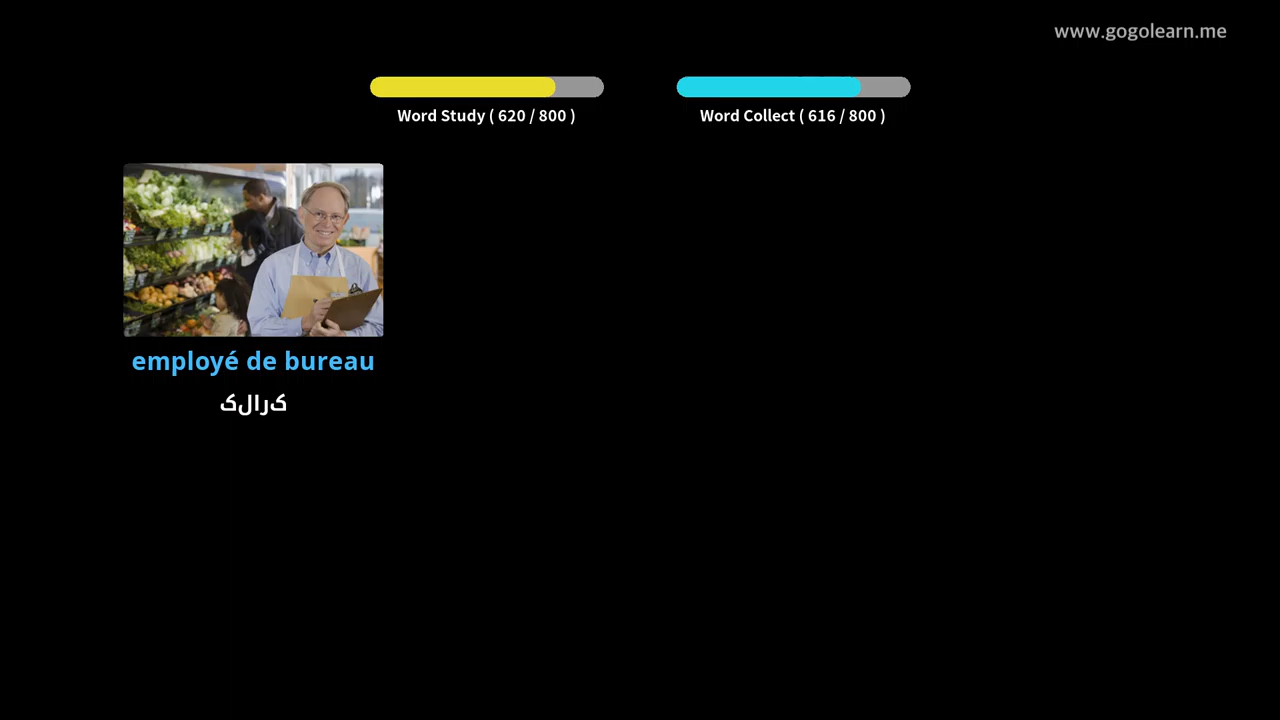 www.gogolearn.me
Word Study ( 620 / 800 )
Word Collect ( 616 / 800 )
employé de bureau
کرالک